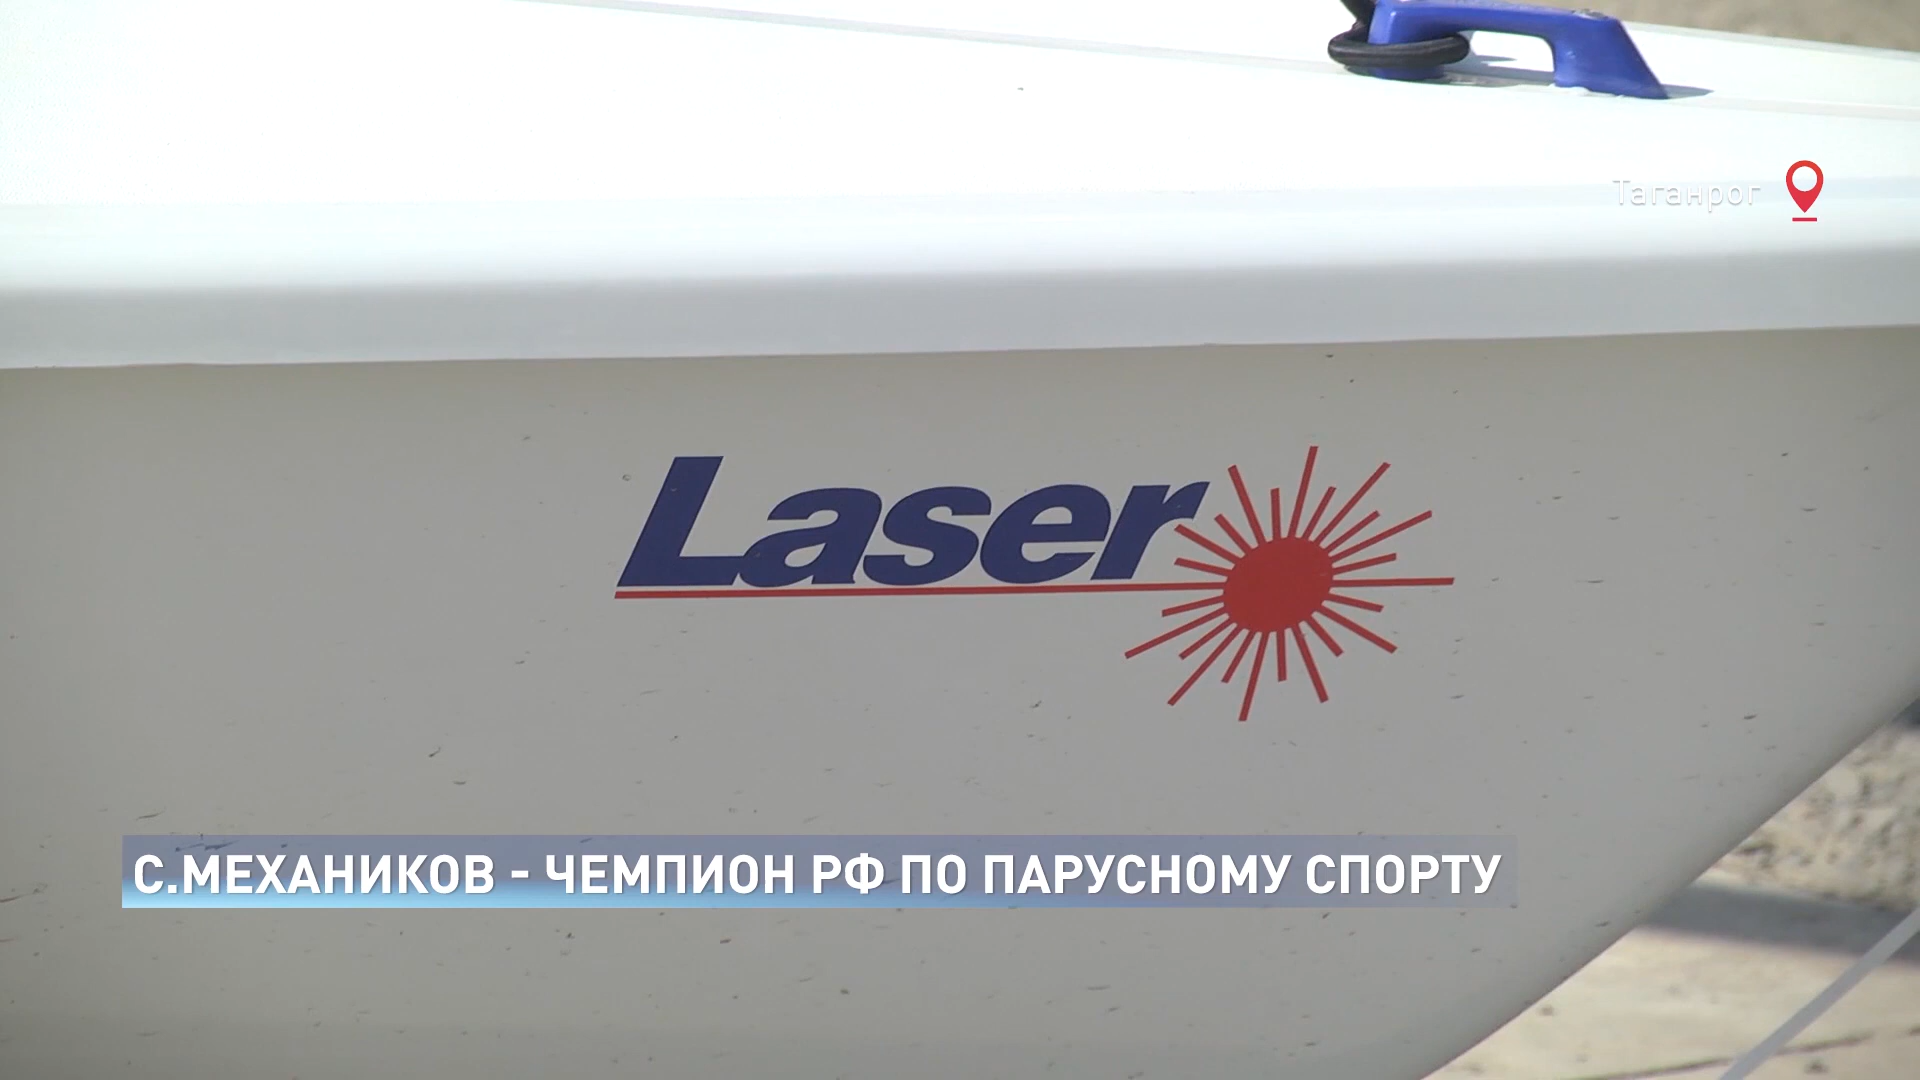 Таганрог
Laser
С.МЕХАНИКОВ - ЧЕМПИОН РФ ПО ПАРУСНОМУ СПОРТУ